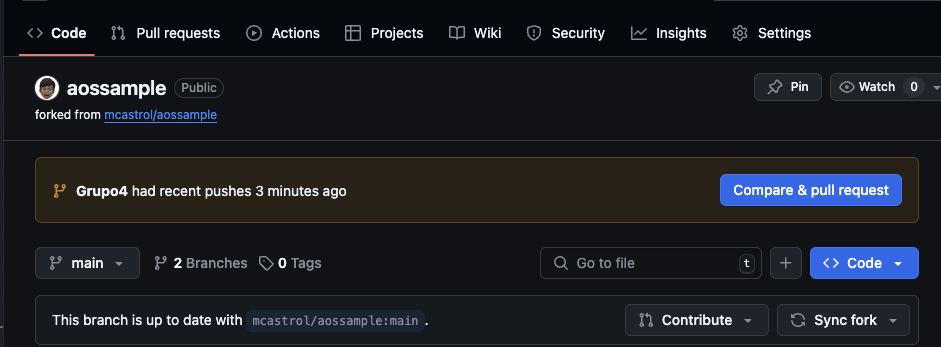 Code Pull requests Actions Projects Wiki Security Insights Settings
aossample Public Pin Watch 0
forked from mcastrol/aossample
Grupo4 had recent pushes 3 minutes ago Compare & pull request
main 2 Branches 0 Tags Go to file t Code
This branch is up to date with mcastrol/aossample:main. Contribute Sync fork